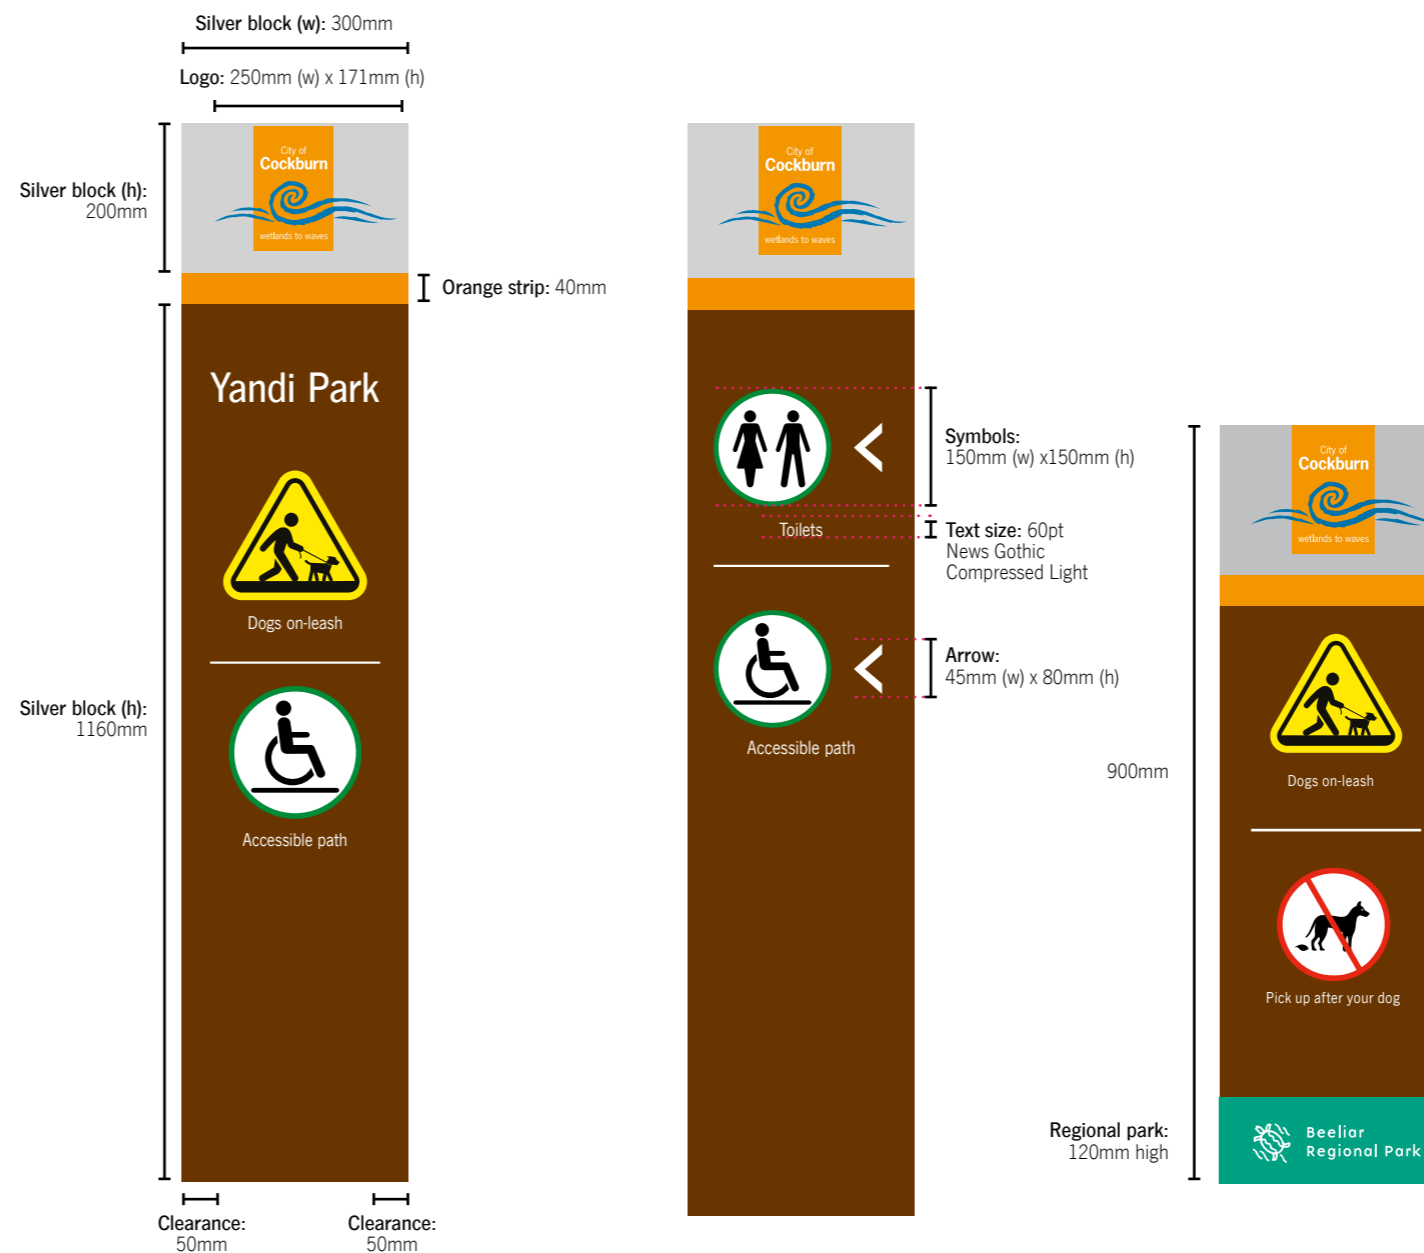 Silver block (w): 300mm
Logo: 250mm (w) x 171mm (h)
City of
Cockburn
wetlands to waves
Silver block (h):
200mm
Orange strip: 40mm
Yandi Park
Dogs on-leash
Accessible path
Silver block (h):
1160mm
Clearance:
50mm
Clearance:
50mm
City of
Cockburn
wetlands to waves
Toilets
Accessible path
Symbols:
150mm (w) x150mm (h)
Text size: 60pt
News Gothic
Compressed Light
Arrow:
45mm (w) x 80mm (h)
900mm
Regional park:
120mm high
City of
Cockburn
wetlands to waves
Dogs on-leash
Pick up after your dog
Beeliar
Regional Park